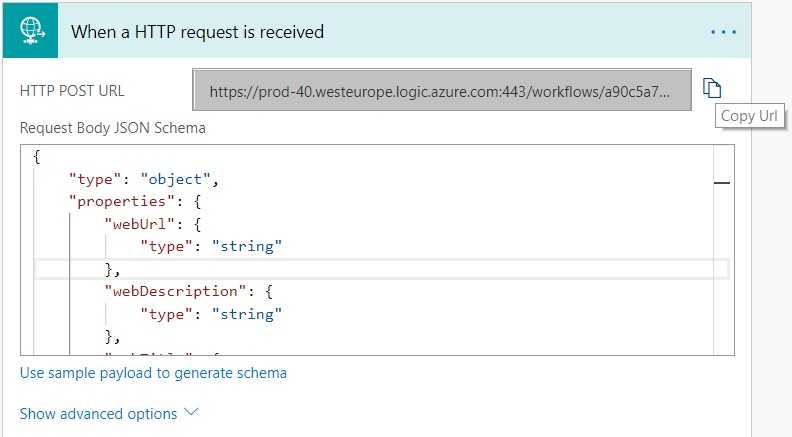 When a HTTP request is received
HTTP POST URL
https://prod-40.westeurope.logic.azure.com:443/workflows/a90c5a7...
Copy Url
Request Body JSON Schema
{
"type": "object",
"properties": {
"webUrl": {
"type": "string"
},
"webDescription": {
"type": "string"
},
Use sample payload to generate schema
Show advanced options